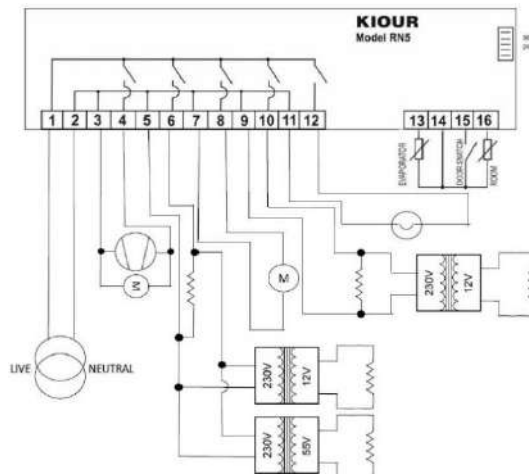 KIOUR
Model RN5
1 2 3 4 5 6 7 8 9 10 11 12
13 14 15 16
EVAPORATOR
DOOR SWITCH
ROOM
M
M
230V
12V
LIVE
NEUTRAL
230V
12V
230V
55V